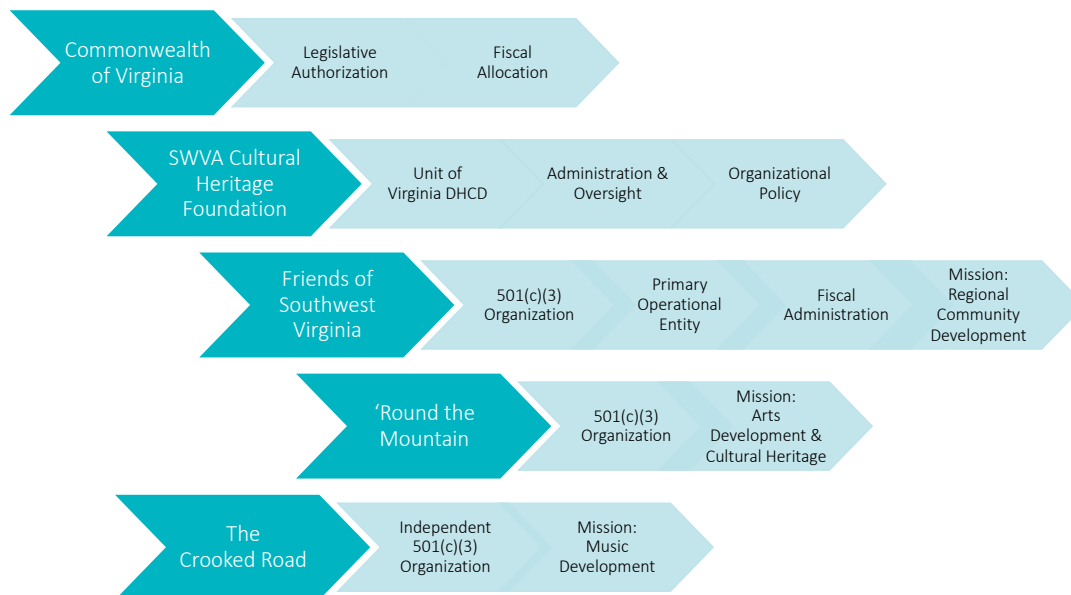 Commonwealth
of Virginia
Legislative
Authorization
Fiscal
Allocation
SWVA Cultural
Heritage
Foundation
Unit of
Virginia DHCD
Administration &
Oversight
Organizational
Policy
Friends of
Southwest
Virginia
501(c)(3)
Organization
Primary
Operational
Entity
Fiscal
Administration
Mission:
Regional
Community
Development
‘Round the
Mountain
501(c)(3)
Organization
Mission:
Arts
Development &
Cultural Heritage
The
Crooked Road
Independent
501(c)(3)
Organization
Mission:
Music
Development